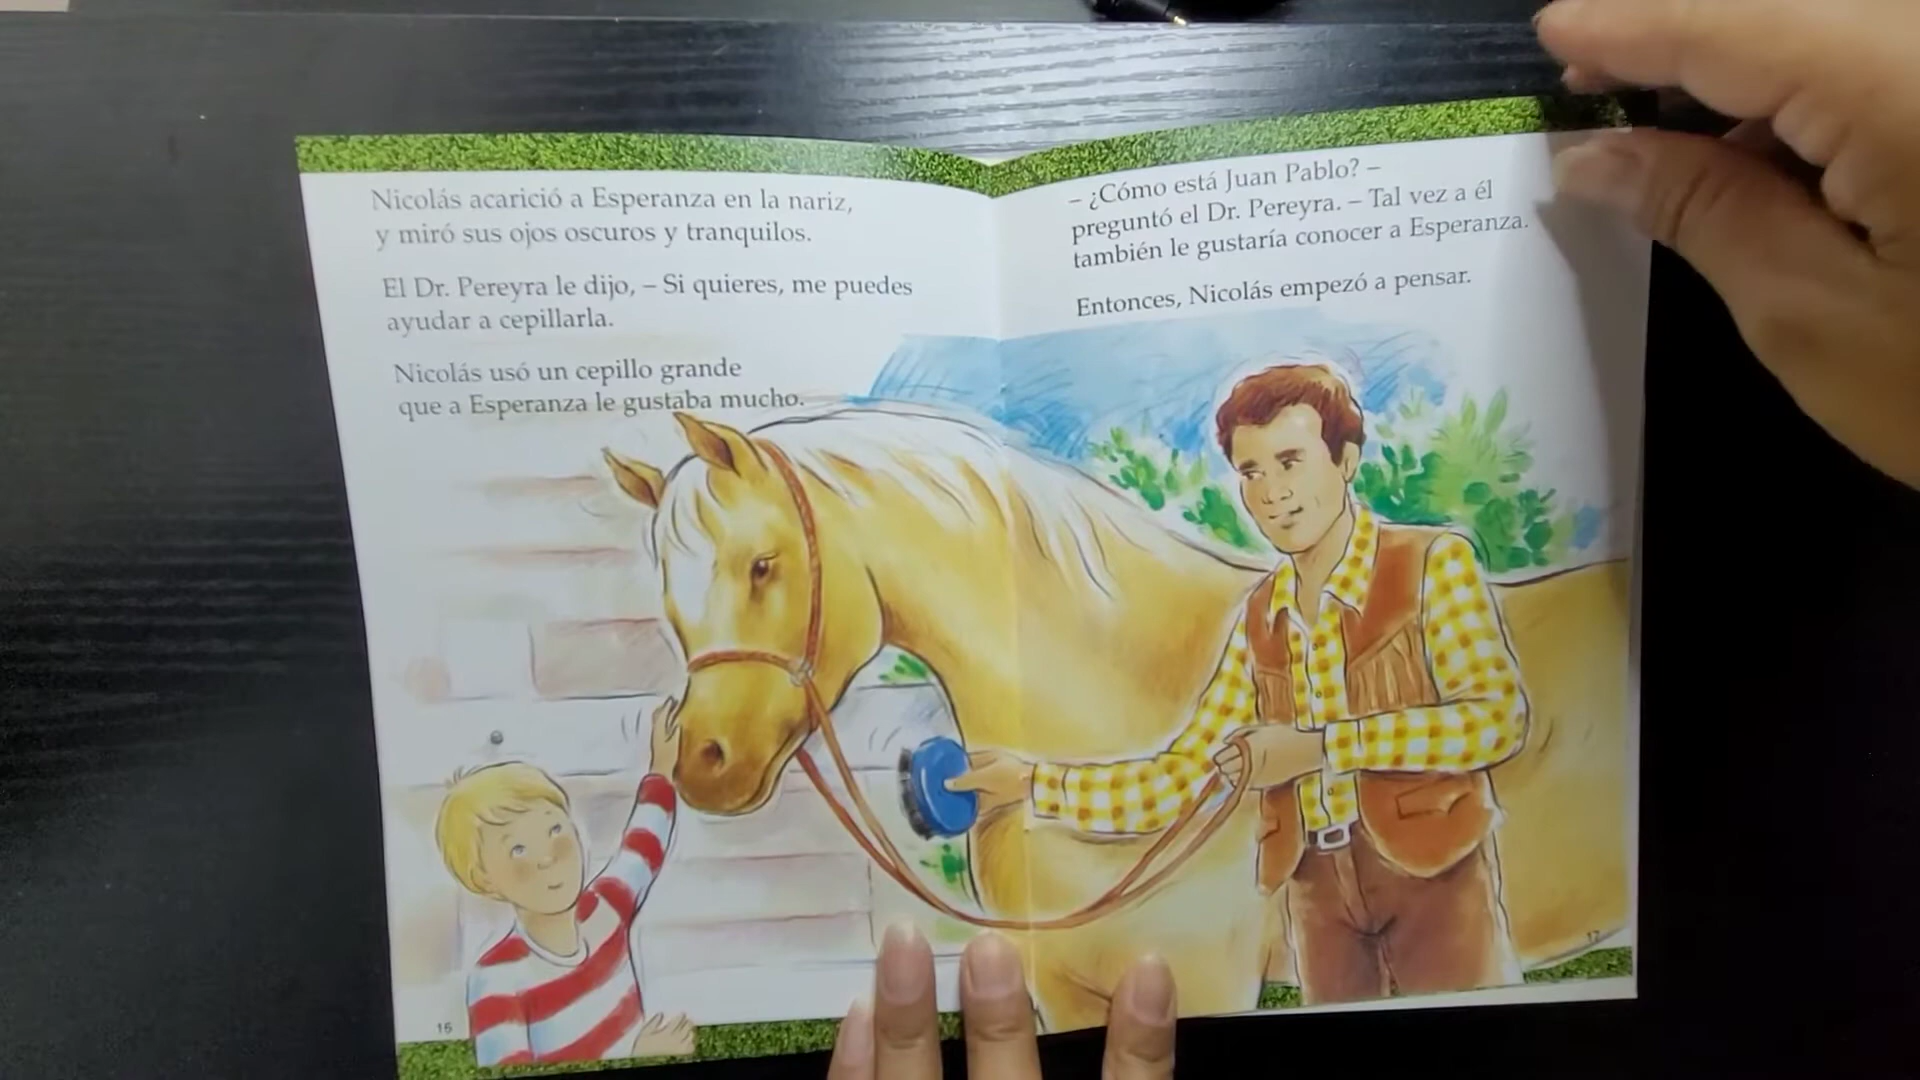 Nicolás acarició a Esperanza en la nariz,
y miró sus ojos oscuros y tranquilos.
El Dr. Pereyra le dijo, – Si quieres, me puedes
ayudar a cepillarla.
Nicolás usó un cepillo grande
que a Esperanza le gustaba mucho.
16
– ¿Cómo está Juan Pablo? –
preguntó el Dr. Pereyra. – Tal vez a él
también le gustaría conocer a Esperanza.
Entonces, Nicolás empezó a pensar.
17